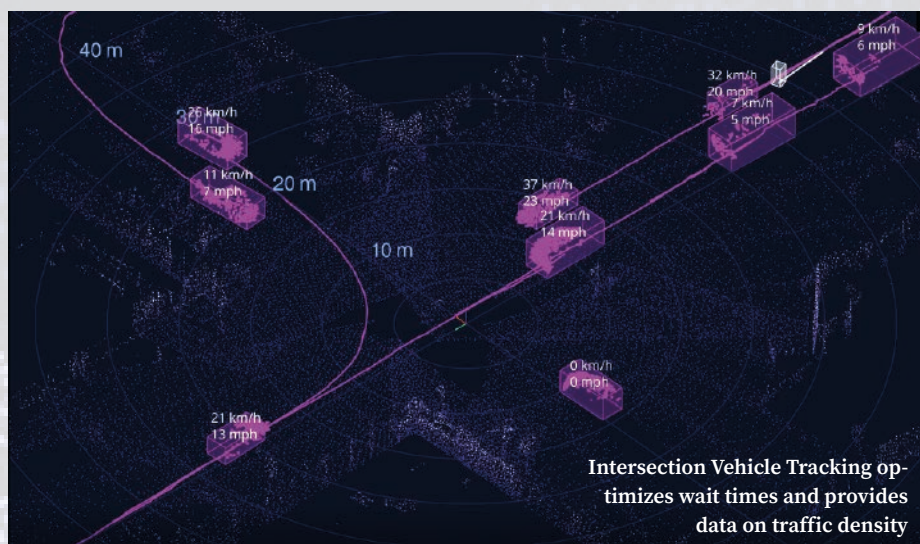 40 m
9 km/h
6 mph
32 km/h
20 mph
7 km/h
5 mph
26 km/h
30 m
16 mph
11 km/h
7 mph
20 m
37 km/h
23 mph
21 km/h
14 mph
10 m
0 km/h
0 mph
21 km/h
13 mph
Intersection Vehicle Tracking op-
timizes wait times and provides
data on traffic density